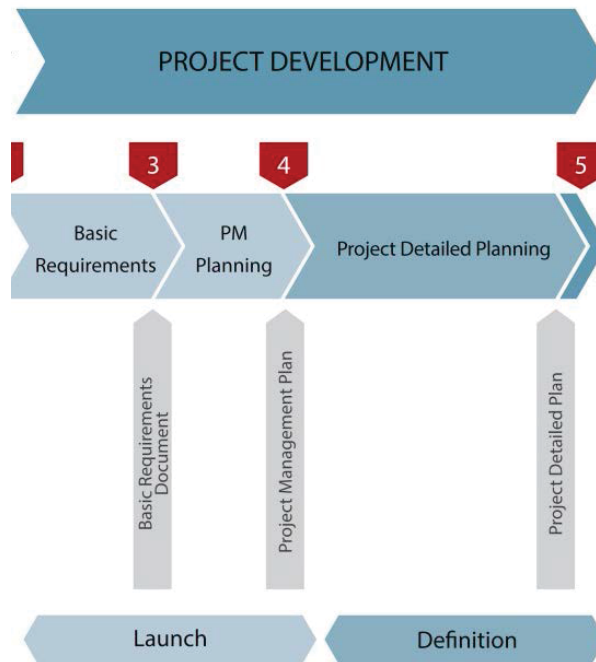 PROJECT DEVELOPMENT
3
4
5
Basic
Requirements
PM
Planning
Project Detailed Planning
Basic Requirements
Document
Project Management Plan
Project Detailed Plan
Launch
Definition